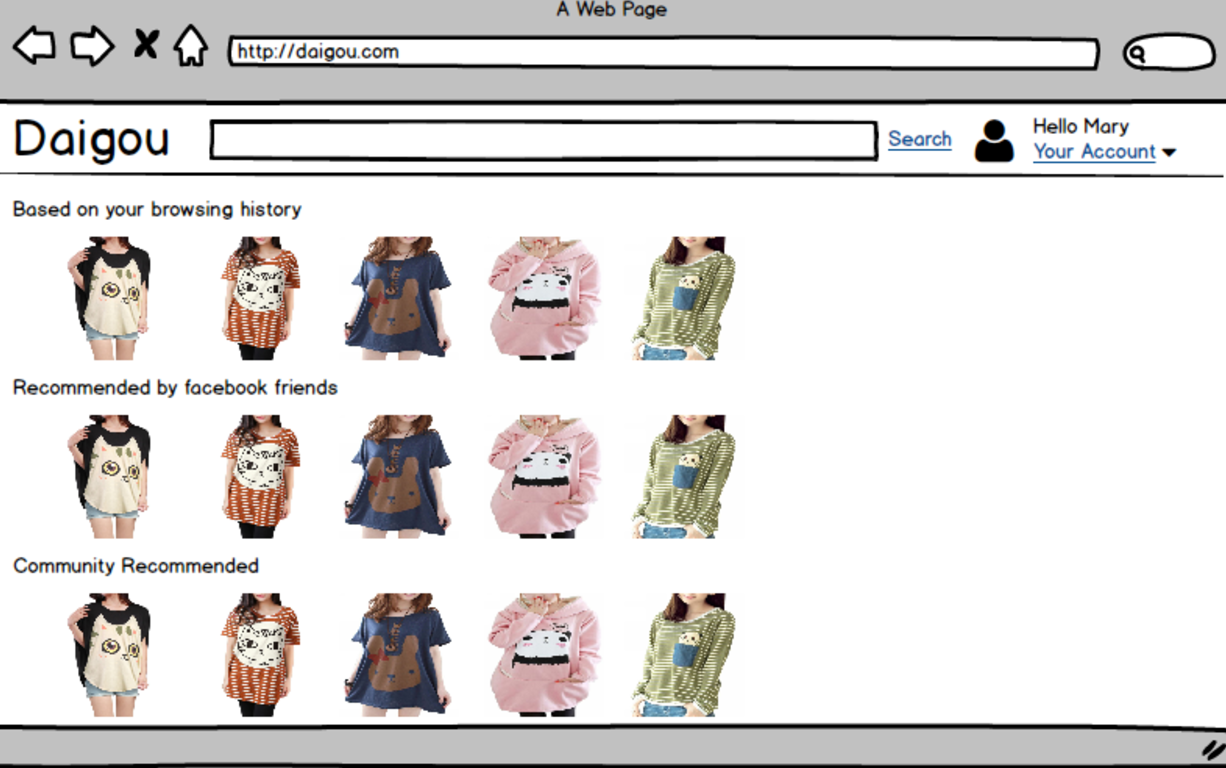 A Web Page
http://daigou.com
Daigou
Search
Hello Mary
Your Account
Based on your browsing history
Recommended by facebook friends
Community Recommended